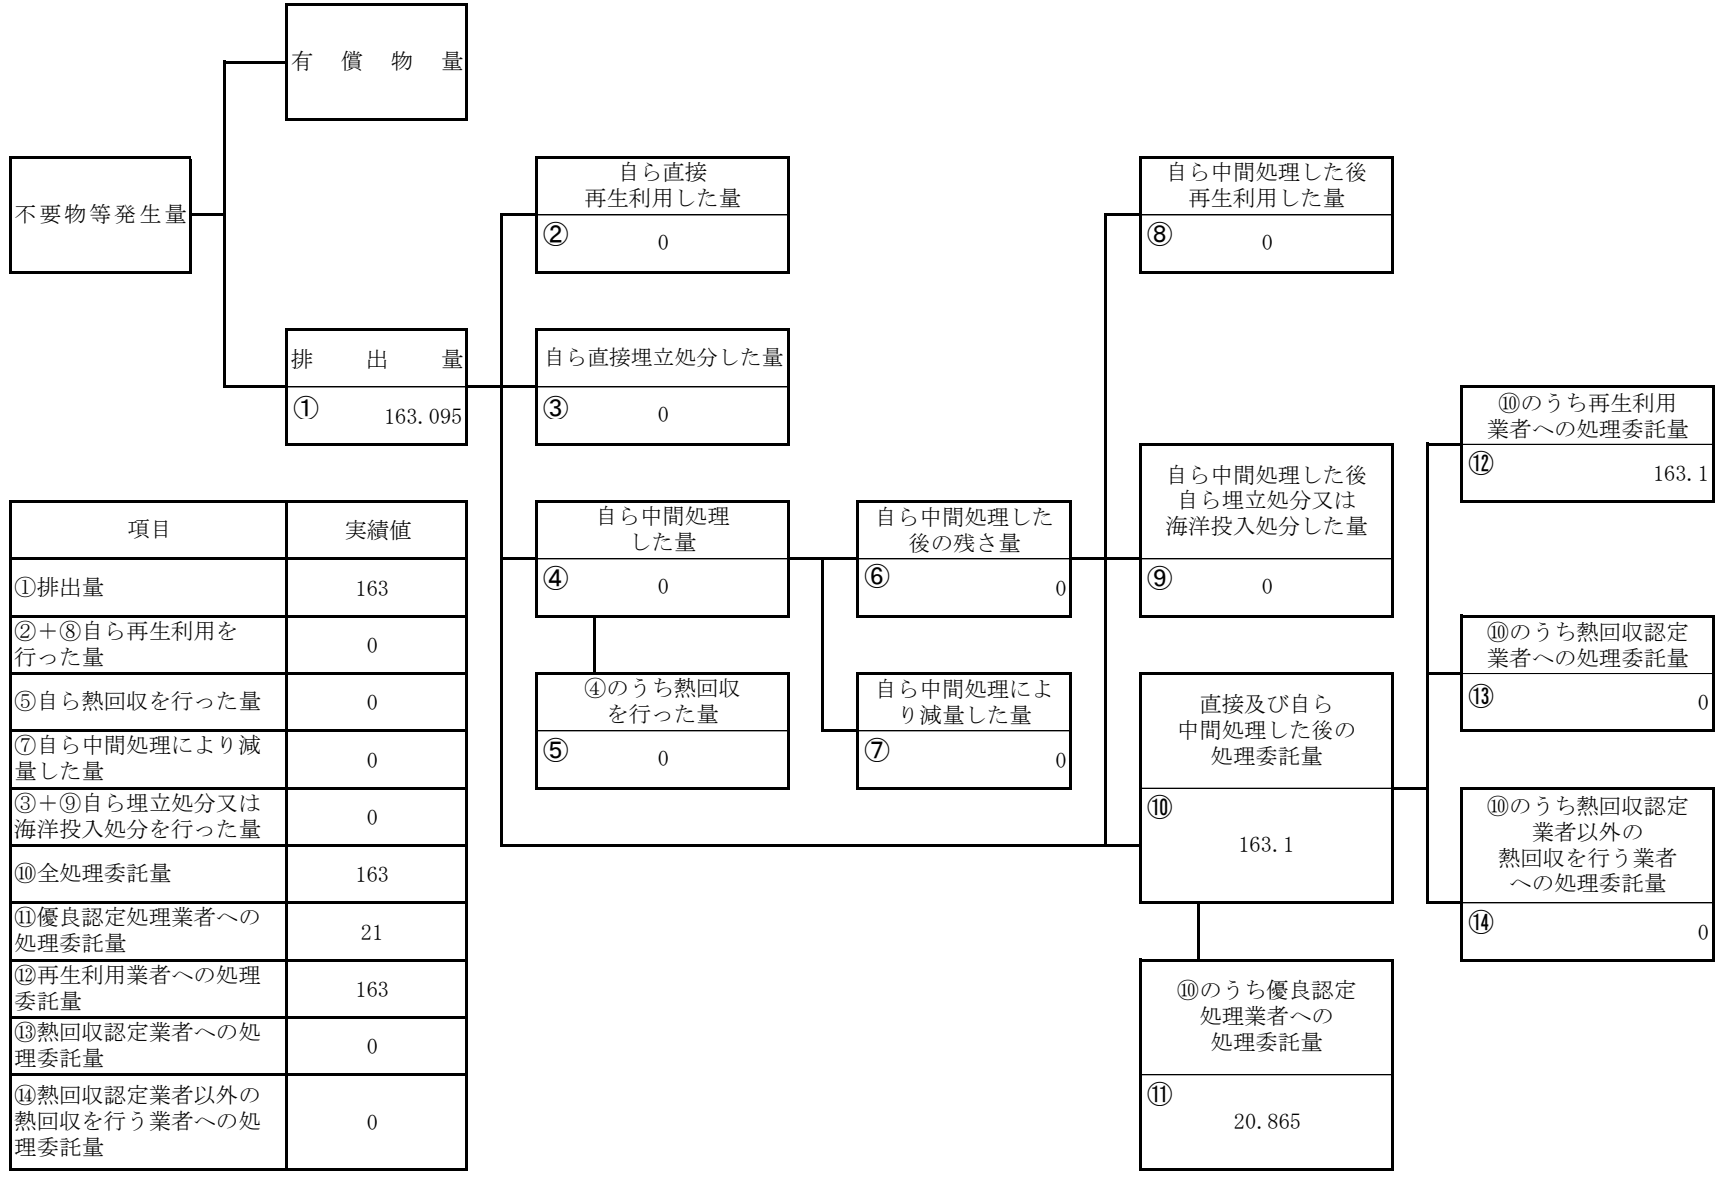 有償物量
不要物等発生量
排出量
①
163.095
自ら直接
再生利用した量
②
0
自ら直接埋立処分した量
③
0
自ら中間処理
した量
④
0
④のうち熱回収
を行った量
⑤
0
自ら中間処理した
後の残さ量
⑥
0
自ら中間処理によ
り減量した量
⑦
0
自ら中間処理した後
再生利用した量
⑧
0
自ら中間処理した後
自ら埋立処分又は
海洋投入処分した量
⑨
0
直接及び自ら
中間処理した後の
処理委託量
⑩
163.1
⑩のうち優良認定
処理業者への
処理委託量
⑪
20.865
⑩のうち再生利用
業者への処理委託量
⑫
163.1
⑩のうち熱回収認定
業者への処理委託量
⑬
0
⑩のうち熱回収認定
業者以外の
熱回収を行う業者
への処理委託量
⑭
0
項目 実績値
①排出量 163
②＋⑧自ら再生利用を
行った量
0
⑤自ら熱回収を行った量 0
⑦自ら中間処理により減
量した量
0
③＋⑨自ら埋立処分又は
海洋投入処分を行った量
0
⑩全処理委託量 163
⑪優良認定処理業者への
処理委託量
21
⑫再生利用業者への処理
委託量
163
⑬熱回収認定業者への処
理委託量
0
⑭熱回収認定業者以外の
熱回収を行う業者への処
理委託量
0